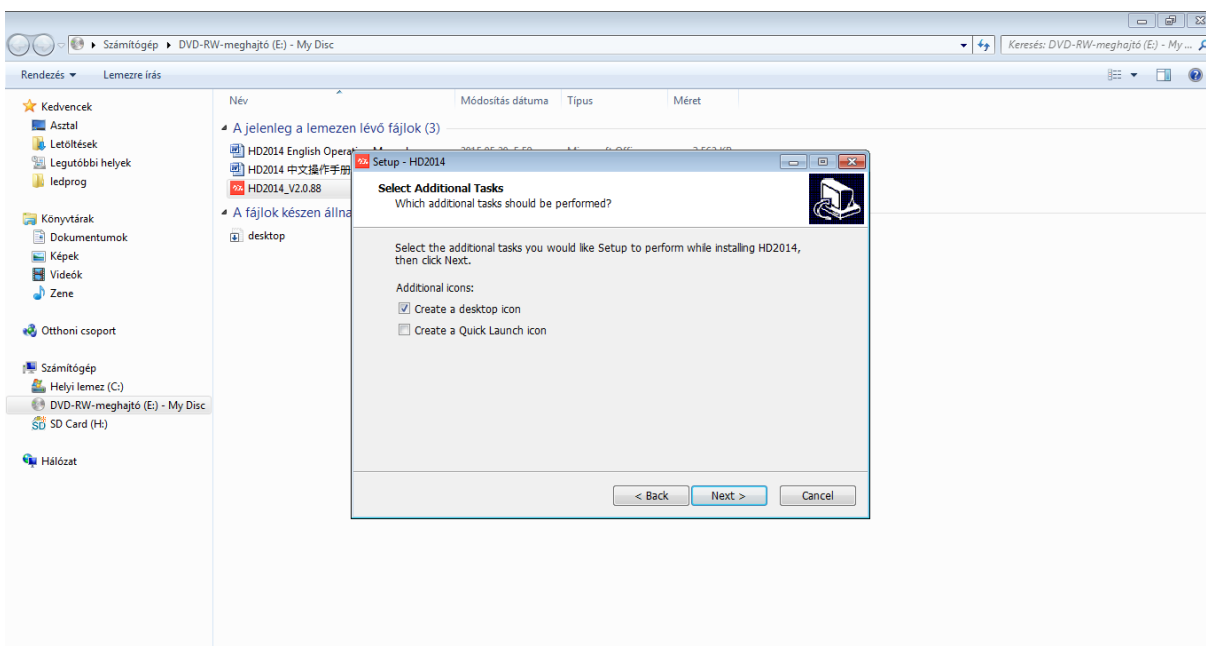 Számítógép ▸ DVD-RW-meghajtó (E:) - My Disc
Keresés: DVD-RW-meghajtó (E:) - My ...
Rendezés Lemezre írás
Kedvencek
Asztal
Letöltések
Legutóbbi helyek
ledprog
Könyvtárak
Dokumentumok
Képek
Videók
Zene
Otthoni csoport
Számítógép
Helyi lemez (C:)
DVD-RW-meghajtó (E:) - My Disc
SD Card (H:)
Hálózat
Név Módosítás dátuma Típus Méret
A jelenleg a lemezen lévő fájlok (3)
HD2014 English
HD2014 中文操作手册
HD2014_V2.0.88
A fájlok készen
desktop
Setup - HD2014
Select Additional Tasks
Which additional tasks should be performed?
Select the additional tasks you would like Setup to perform while installing HD2014,
then click Next.
Additional icons:
Create a desktop icon
Create a Quick Launch icon
< Back Next > Cancel